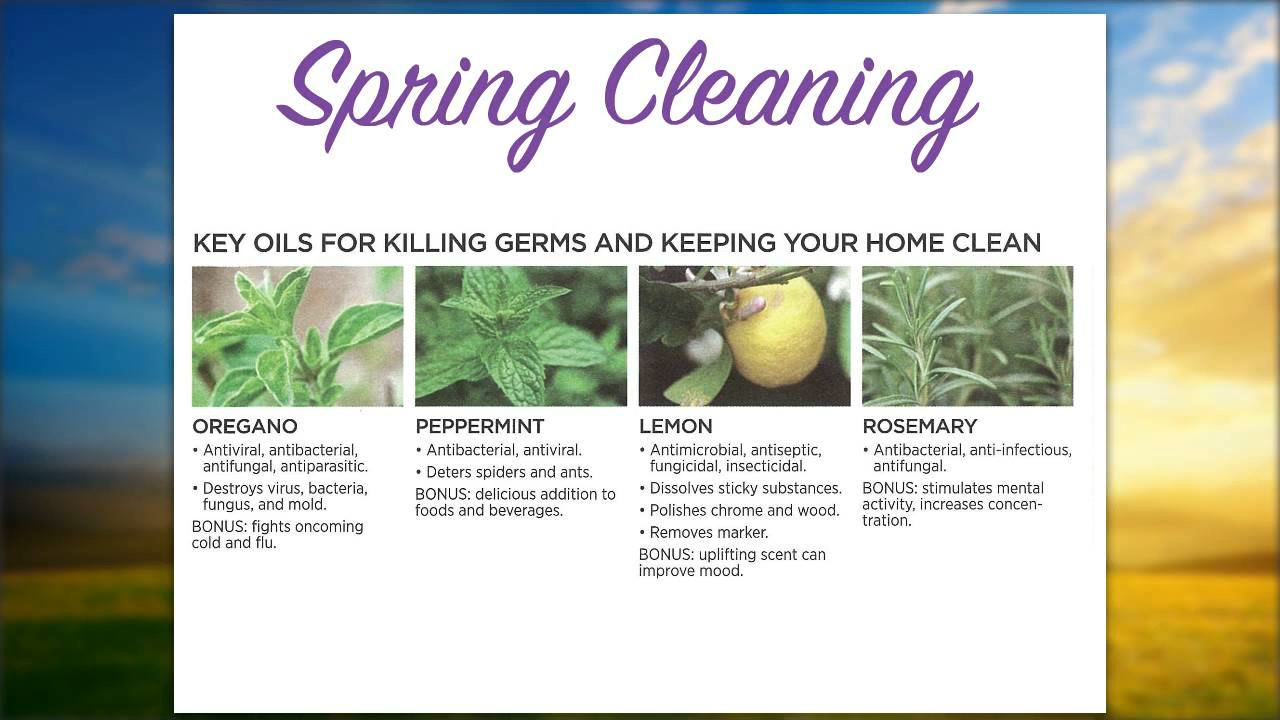 Spring Cleaning
KEY OILS FOR KILLING GERMS AND KEEPING YOUR HOME CLEAN
OREGANO
• Antiviral, antibacterial,
antifungal, antiparasitic.
• Destroys virus, bacteria,
fungus, and mold.
BONUS: fights oncoming
cold and flu.
PEPPERMINT
• Antibacterial, antiviral.
• Deters spiders and ants.
BONUS: delicious addition to
foods and beverages.
LEMON
• Antimicrobial, antiseptic,
fungicidal, insecticidal.
• Dissolves sticky substances.
• Polishes chrome and wood.
• Removes marker.
BONUS: uplifting scent can
improve mood.
ROSEMARY
• Antibacterial, anti-infectious,
antifungal.
BONUS: stimulates mental
activity, increases concen-
tration.